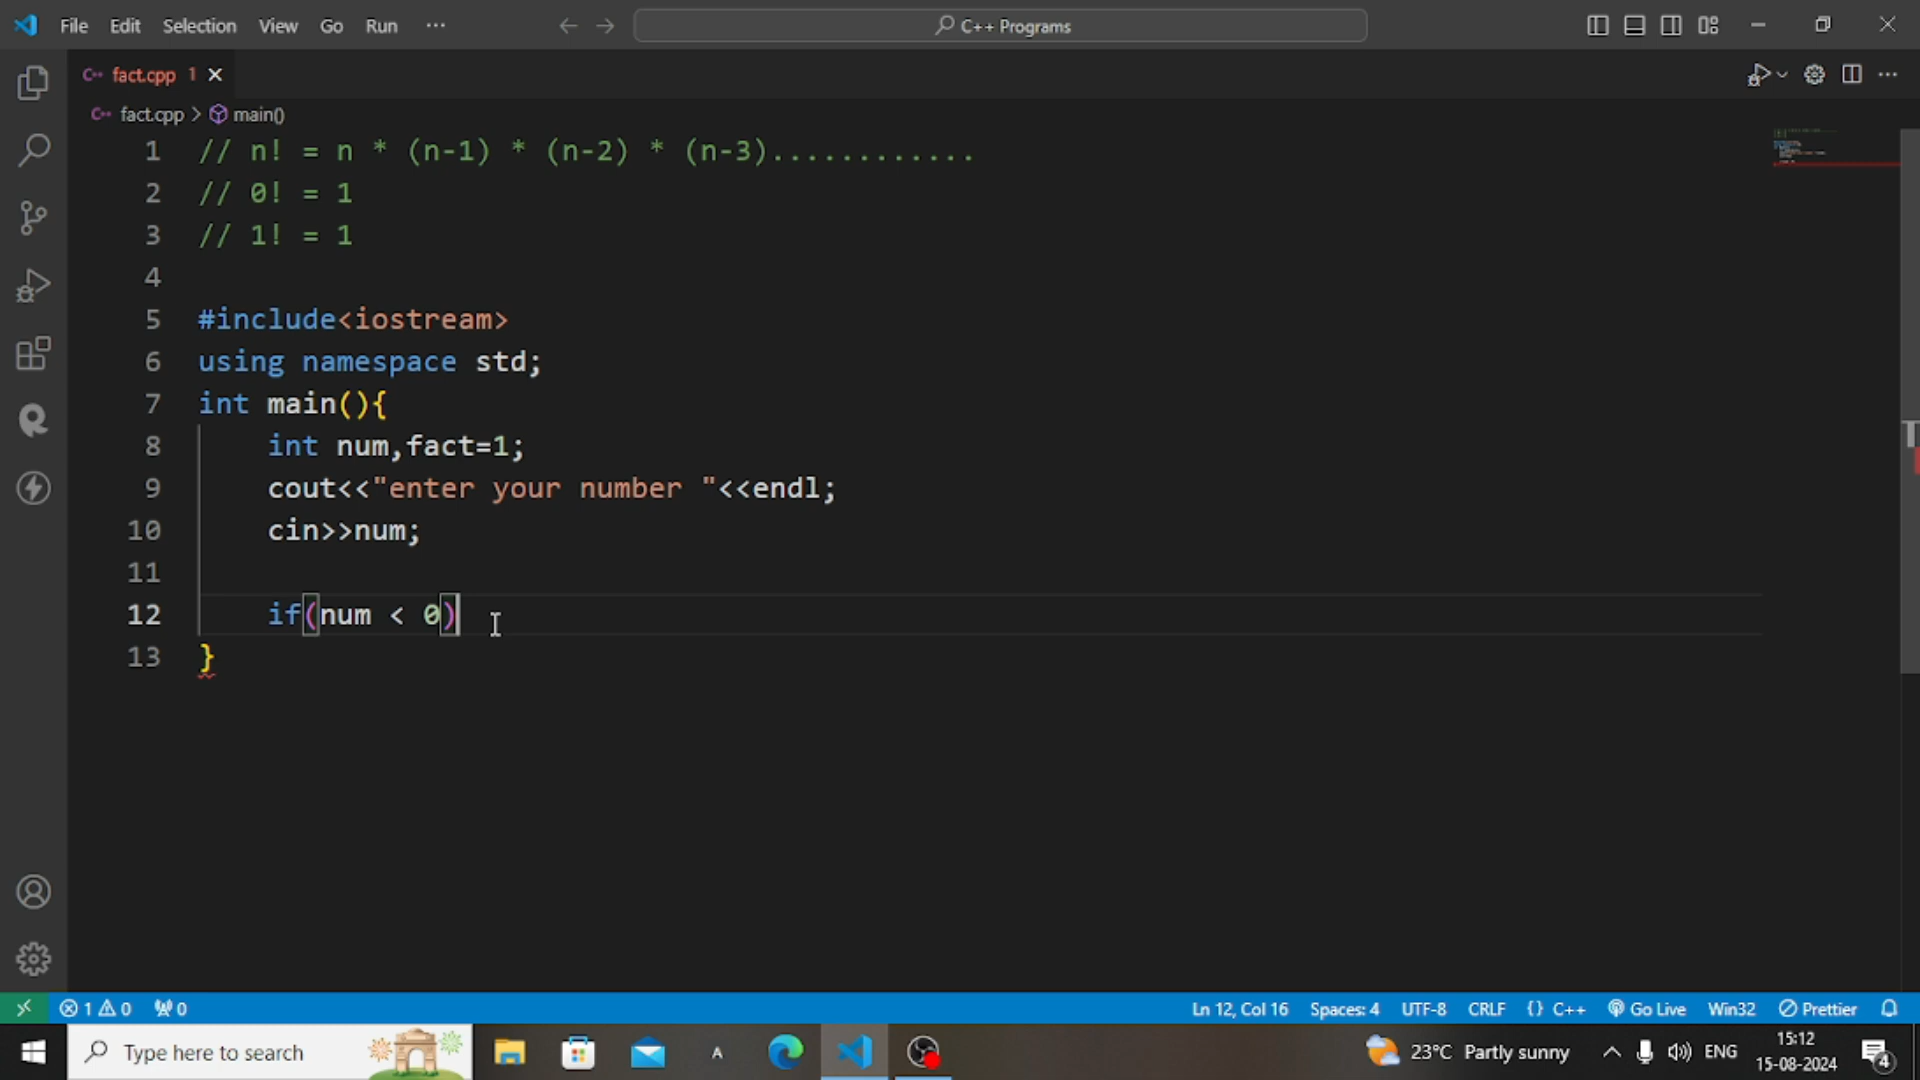 File Edit Selection View Go Run ··· C++ Programs
fact.cpp 1
fact.cpp > main()
1 // n! = n * (n-1) * (n-2) * (n-3)............
2 // 0! = 1
3 // 1! = 1
4
5 #include<iostream>
6 using namespace std;
7 int main(){
8 int num,fact=1;
9 cout<<"enter your number "<<endl;
10 cin>>num;
11
12 if(num < 0)
13 }
1 0 0 Ln 12, Col 16 Spaces: 4 UTF-8 CRLF {} C++ Go Live Win32 Prettier
Type here to search A 23°C Partly sunny ENG 15:12
15-08-2024 4